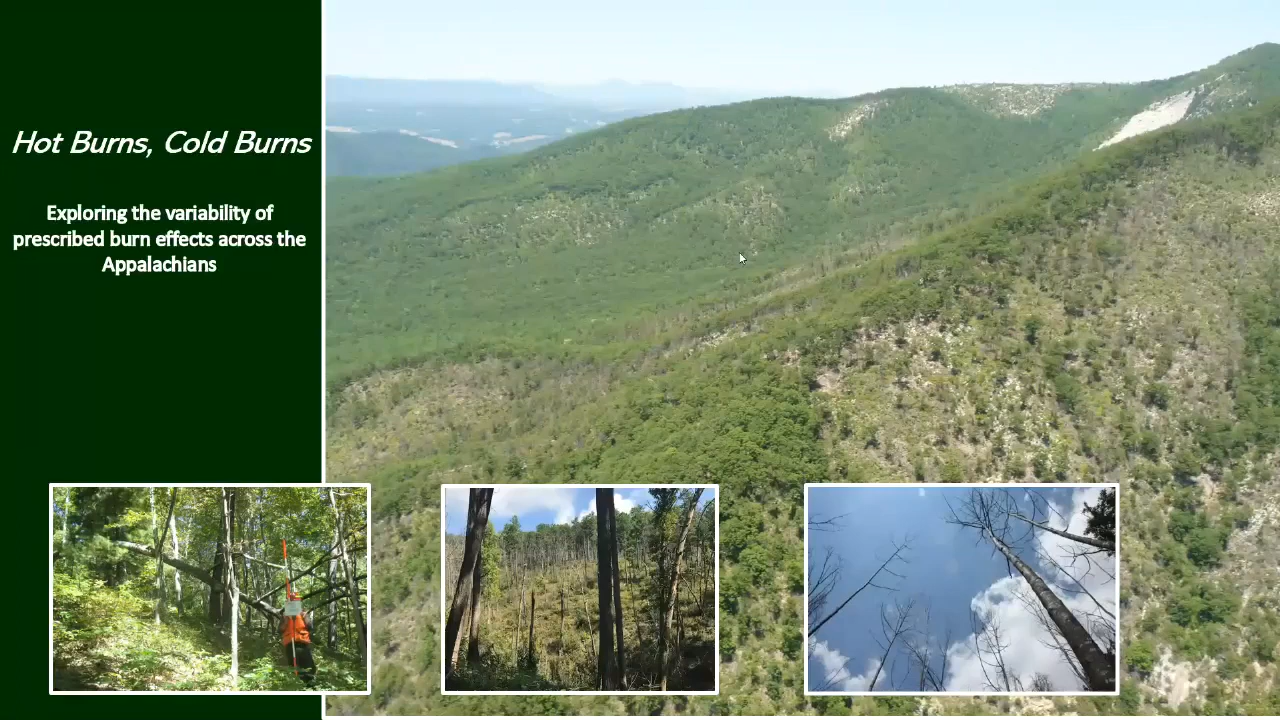 Hot Burns, Cold Burns
Exploring the variability of
prescribed burn effects across the
Appalachians